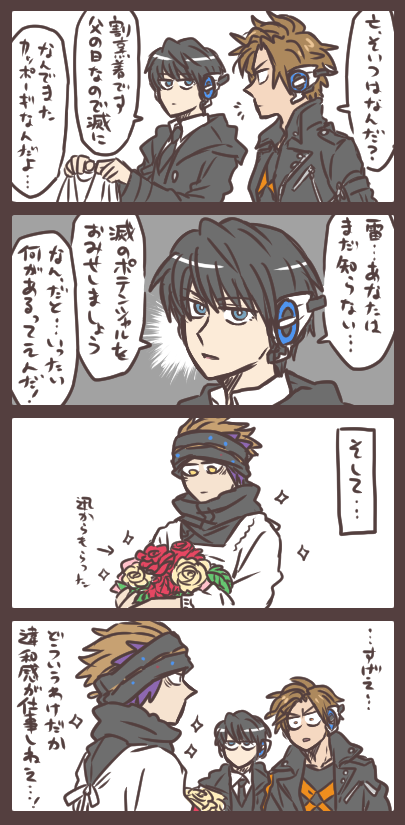 亡、そいつはなんだ？
割烹着です
父の日なので滅に
なんでまた
カッポーギなんだよ…
雷…あなたは
まだ知らない…
滅のポテンシャルを
おみせしましょう
なんだと…いったい
何があるってえんだ！
そして…
迅からもらった
…すげえ…
どういうわけだか
違和感が仕事しねえ…！